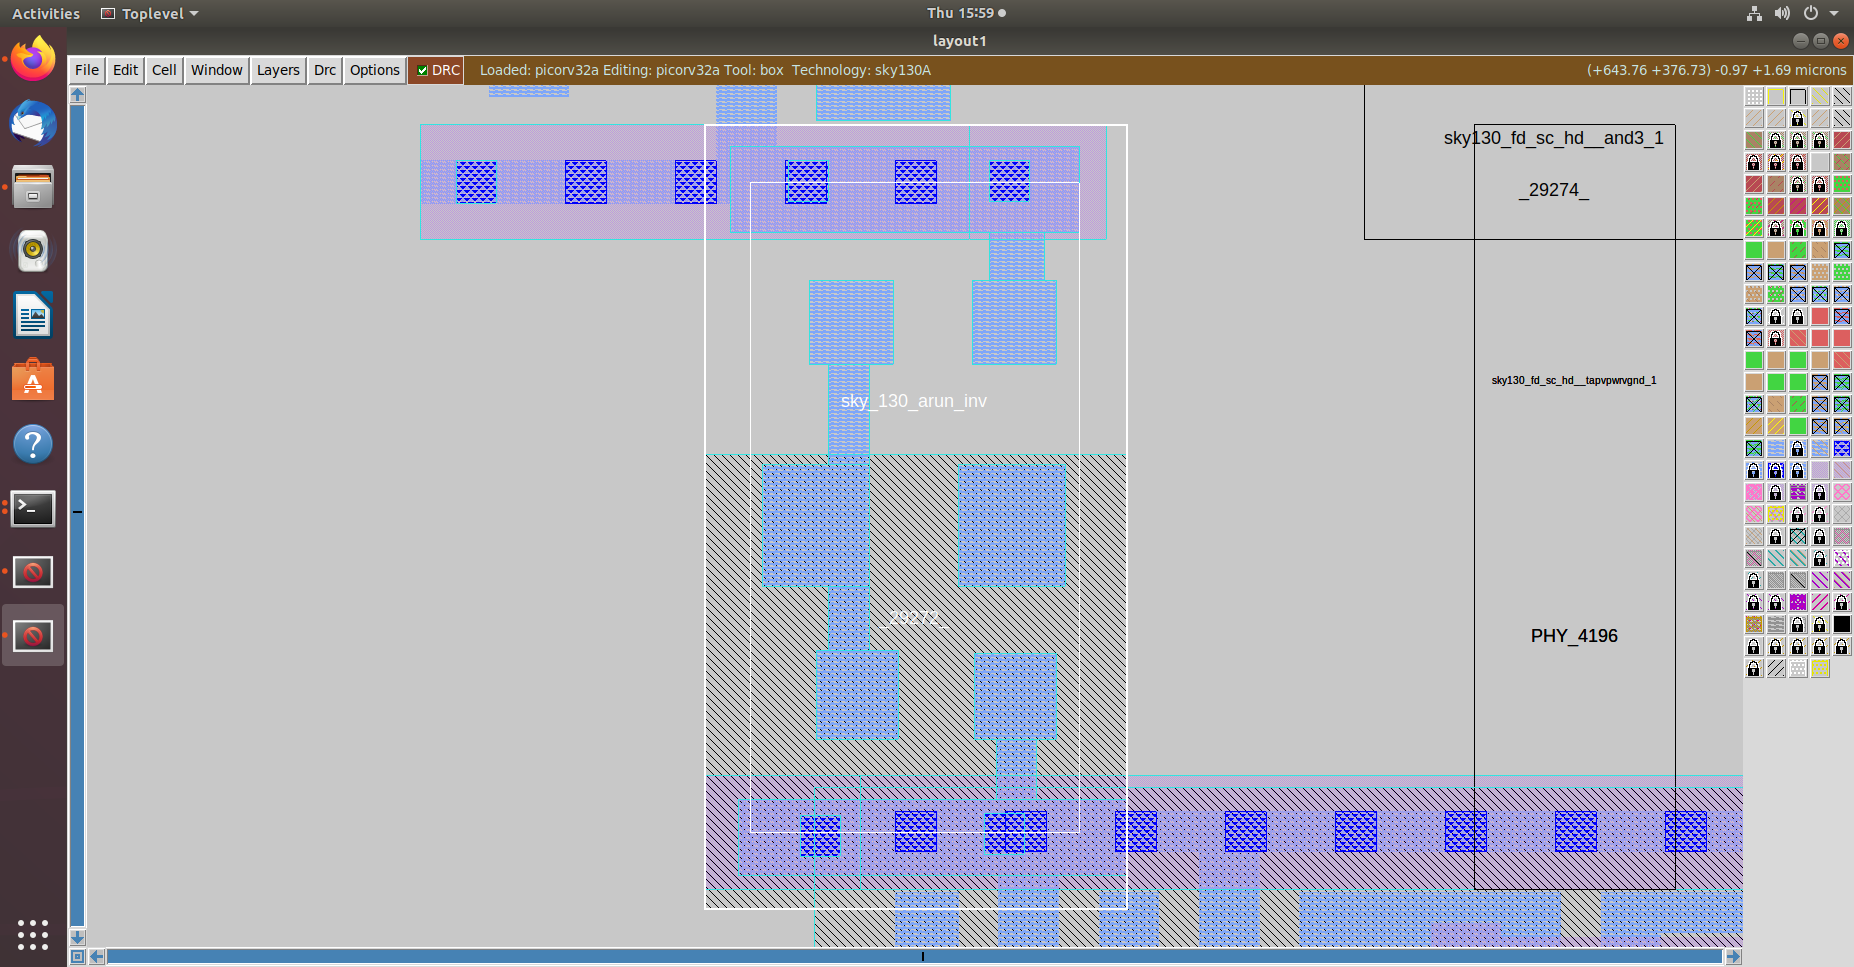 Activities Toplevel Thu 15:59
layout1
File Edit Cell Window Layers Drc Options DRC Loaded: picorv32a Editing: picorv32a Tool: box Technology: sky130A (+643.76 +376.73) -0.97 +1.69 microns
sky130_fd_sc_hd__and3_1
_29274_
sky130_fd_sc_hd__tapvpwrvgnd_1
sky_130_arun_inv
_29272_
PHY_4196